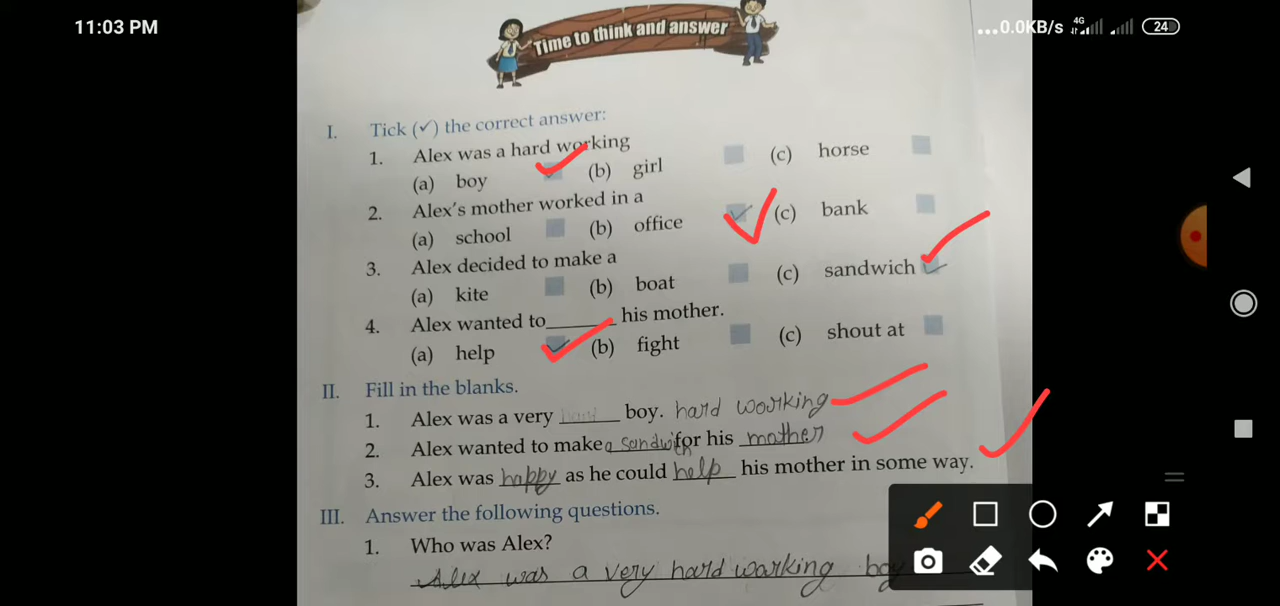 11:03 PM
...0.0KB/s 4G 24
Time to think and answer
I. Tick (✓) the correct answer:
1. Alex was a hard working
(a) boy (b) girl (c) horse
2. Alex's mother worked in a
(a) school (b) office (c) bank
3. Alex decided to make a
(a) kite (b) boat (c) sandwich
4. Alex wanted to______ his mother.
(a) help (b) fight (c) shout at
II. Fill in the blanks.
1. Alex was a very ______ boy. hard working
2. Alex wanted to make a sandwich for his mother
3. Alex was happy as he could help his mother in some way.
III. Answer the following questions.
1. Who was Alex?
Alex was a very hard warking boy